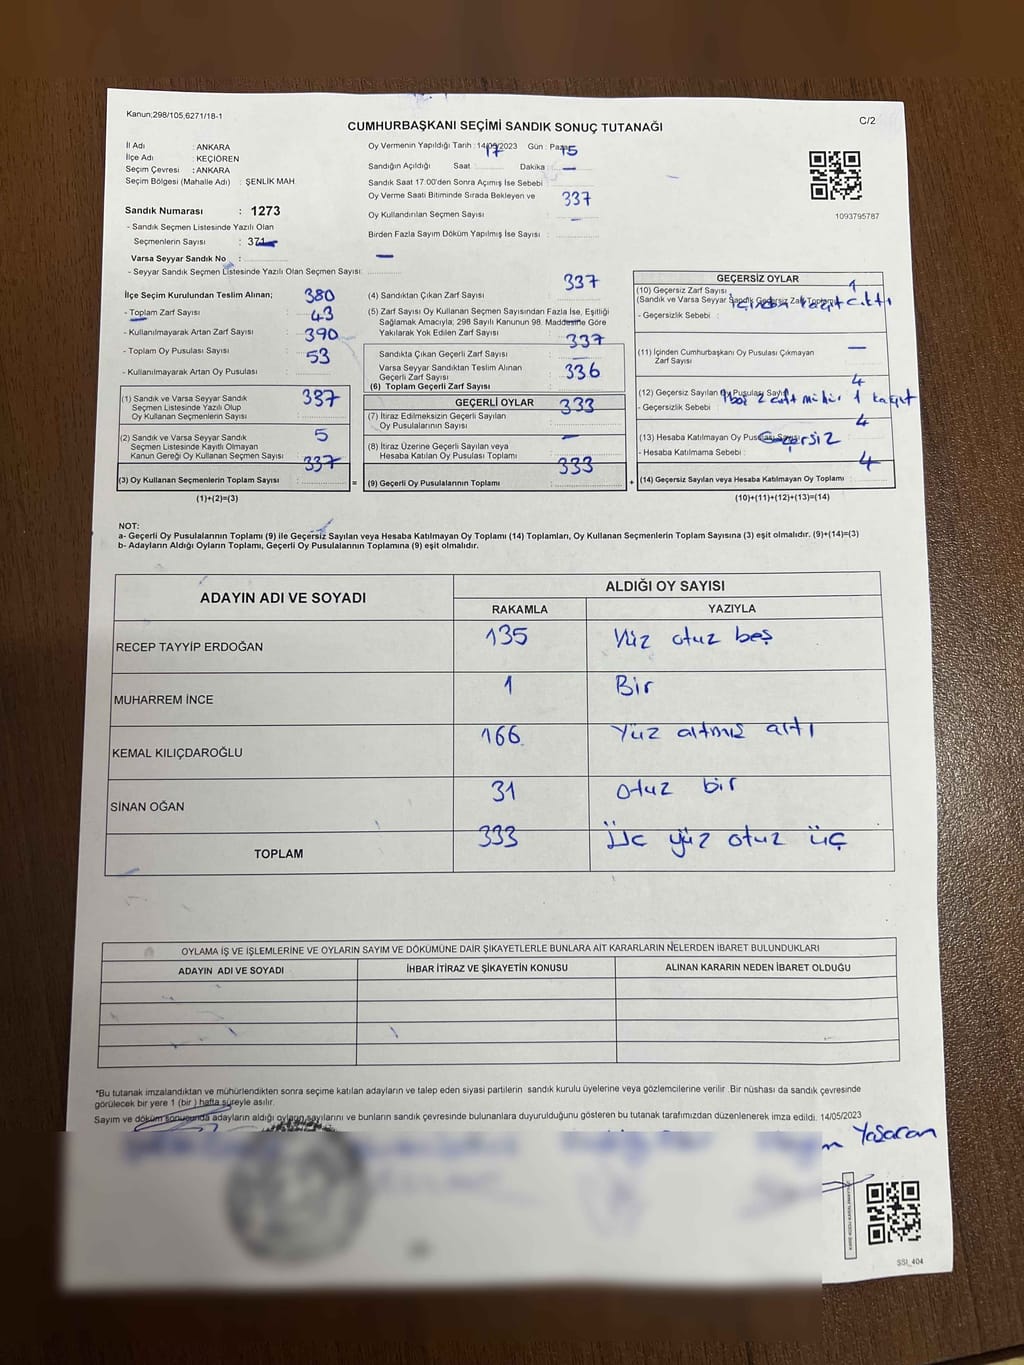 Kanun;298/105,6271/18-1
C/2
CUMHURBAŞKANI SEÇİMİ SANDIK SONUÇ TUTANAĞI
İl Adı : ANKARA
İlçe Adı : KEÇİÖREN
Seçim Çevresi : ANKARA
Seçim Bölgesi (Mahalle Adı) : ŞENLİK MAH.
Sandık Numarası : 1273
- Sandık Seçmen Listesinde Yazılı Olan
Seçmenlerin Sayısı : 371
Varsa Seyyar Sandık No :
- Seyyar Sandık Seçmen Listesinde Yazılı Olan Seçmen Sayısı
Oy Vermenin Yapıldığı Tarih : 14/05/2023 Gün : Pazar
17 15
Sandığın Açıldığı Saat Dakika :
Sandık Saat 17:00'den Sonra Açımış İse Sebebi
Oy Verme Saati Bitiminde Sırada Bekleyen ve
337
Oy Kullandırılan Seçmen Sayısı
Birden Fazla Sayım Döküm Yapılmış İse Sayısı
1093795787
İlçe Seçim Kurulundan Teslim Alınan; 380
- Toplam Zarf Sayısı 43
- Kullanılmayarak Artan Zarf Sayısı 390
- Toplam Oy Pusulası Sayısı 53
- Kullanılmayarak Artan Oy Pusulası
(1) Sandık ve Varsa Seyyar Sandık 337
Seçmen Listesinde Yazılı Olup
Oy Kullanan Seçmenlerin Sayısı
(2) Sandık ve Varsa Seyyar Sandık 5
Seçmen Listesinde Kayıtlı Olmayan
Kanun Gereği Oy Kullanan Seçmen Sayısı 337
(3) Oy Kullanan Seçmenlerin Toplam Sayısı =
(1)+(2)=(3)
337
(4) Sandıktan Çıkan Zarf Sayısı
(5) Zarf Sayısı Oy Kullanan Seçmen Sayısından Fazla İse, Eşitliği
Sağlamak Amacıyla; 298 Sayılı Kanunun 98. Maddesine Göre
Yakılarak Yok Edilen Zarf Sayısı 337
Sandıkta Çıkan Geçerli Zarf Sayısı
Varsa Seyyar Sandıktan Teslim Alınan 336
Geçerli Zarf Sayısı
(6) Toplam Geçerli Zarf Sayısı
GEÇERLİ OYLAR 333
(7) İtiraz Edilmeksizin Geçerli Sayılan
Oy Pusulasının Sayısı
(8) İtiraz Üzerine Geçerli Sayılan veya
Hesaba Katılan Oy Pusulası Toplamı 333
(9) Geçerli Oy Pusulalarının Toplamı +
GEÇERSİZ OYLAR
(10) Geçersiz Zarf Sayısı 1
(Sandık ve Varsa Seyyar Sandık Geçersiz Zarf Toplamı)
- Geçersizlik Sebebi :
(11) İçinden Cumhurbaşkanı Oy Pusulası Çıkmayan
Zarf Sayısı
4
(12) Geçersiz Sayılan Oy Pusulası Sayısı
- Geçersizlik Sebebi
4
(13) Hesaba Katılmayan Oy Pusulası Sayısı Geçersiz
- Hesaba Katılmama Sebebi : 4
(14) Geçersiz Sayılan veya Hesaba Katılmayan Oy Toplamı
(10)+(11)+(12)+(13)=(14)
NOT:
a- Geçerli Oy Pusulalarının Toplamı (9) ile Geçersiz Sayılan veya Hesaba Katılmayan Oy Toplamı (14) Toplamları, Oy Kullanan Seçmenlerin Toplam Sayısına (3) eşit olmalıdır. (9)+(14)=(3)
b- Adayların Aldığı Oyların Toplamı, Geçerli Oy Pusulalarının Toplamına (9) eşit olmalıdır.
ADAYIN ADI VE SOYADI
ALDIĞI OY SAYISI
RAKAMLA YAZIYLA
RECEP TAYYİP ERDOĞAN 135 Yüz otuz beş
MUHARREM İNCE 1 Bir
KEMAL KILIÇDAROĞLU 166 Yüz altmış altı
SİNAN OĞAN 31 otuz bir
TOPLAM 333 Üç yüz otuz üç
OYLAMA İŞ VE İŞLEMLERİNE VE OYLARIN SAYIM VE DÖKÜMÜNE DAİR ŞİKAYETLERLE BUNLARA AİT KARARLARIN NELERDEN İBARET BULUNDUKLARI
ADAYIN ADI VE SOYADI İHBAR İTİRAZ VE ŞİKAYETİN KONUSU ALINAN KARARIN NEDEN İBARET OLDUĞU
*Bu tutanak imzalandıktan ve mühürlendikten sonra seçime katılan adayların ve talep eden siyasi partilerin sandık kurulu üyelerine veya gözlemcilerine verilir .Bir nüshası da sandık çevresinde
görülecek bir yere 1 (bir ) hafta süreyle asılır.
Sayım ve döküm sonucunda adayların aldığı oyların sayılarını ve bunların sandık çevresinde bulunanlara duyurulduğunu gösteren bu tutanak tarafımızdan düzenlenerek imza edildi. 14/05/2023
Yaşaran
SSI_404